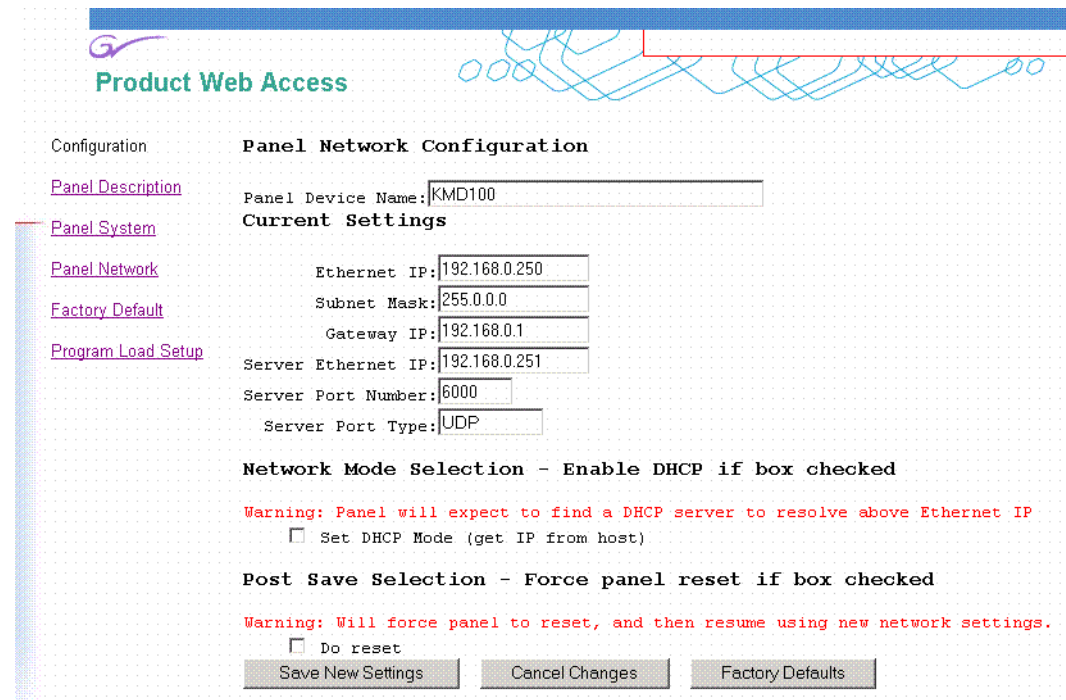 Product Web Access
Configuration
Panel Description
Panel System
Panel Network
Factory Default
Program Load Setup
Panel Network Configuration
Panel Device Name: KMD100
Current Settings
Ethernet IP: 192.168.0.250
Subnet Mask: 255.0.0.0
Gateway IP: 192.168.0.1
Server Ethernet IP: 192.168.0.251
Server Port Number: 6000
Server Port Type: UDP
Network Mode Selection - Enable DHCP if box checked
Warning: Panel will expect to find a DHCP server to resolve above Ethernet IP
Set DHCP Mode (get IP from host)
Post Save Selection - Force panel reset if box checked
Warning: Will force panel to reset, and then resume using new network settings.
Do reset
Save New Settings Cancel Changes Factory Defaults